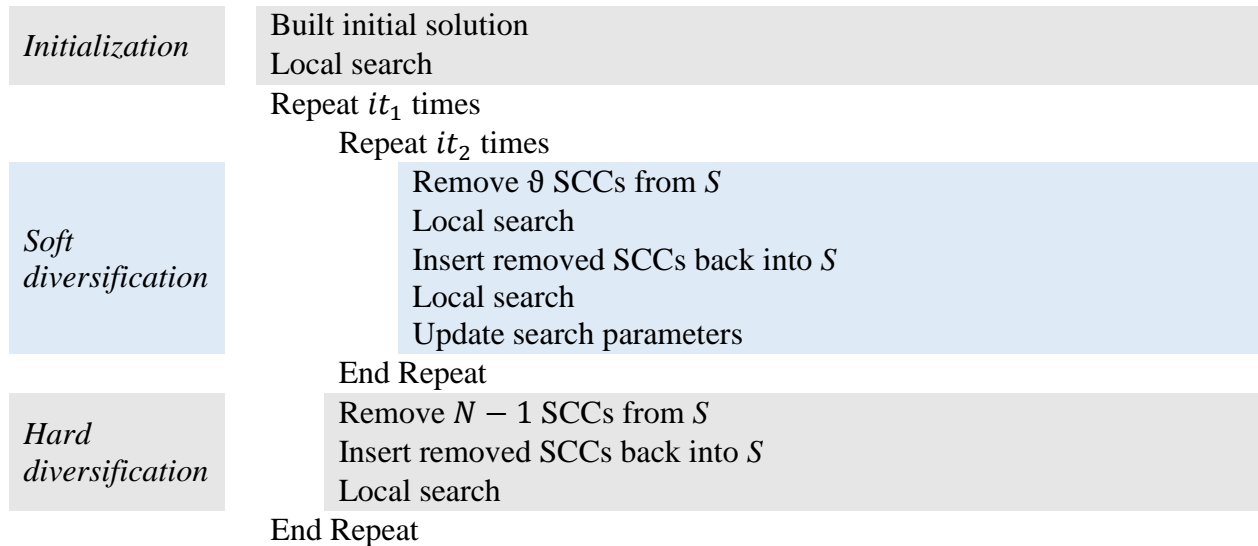 Initialization
Built initial solution
Local search
Repeat it₁ times
Repeat it₂ times
Soft
diversification
Remove ϑ SCCs from S
Local search
Insert removed SCCs back into S
Local search
Update search parameters
End Repeat
Hard
diversification
Remove N − 1 SCCs from S
Insert removed SCCs back into S
Local search
End Repeat